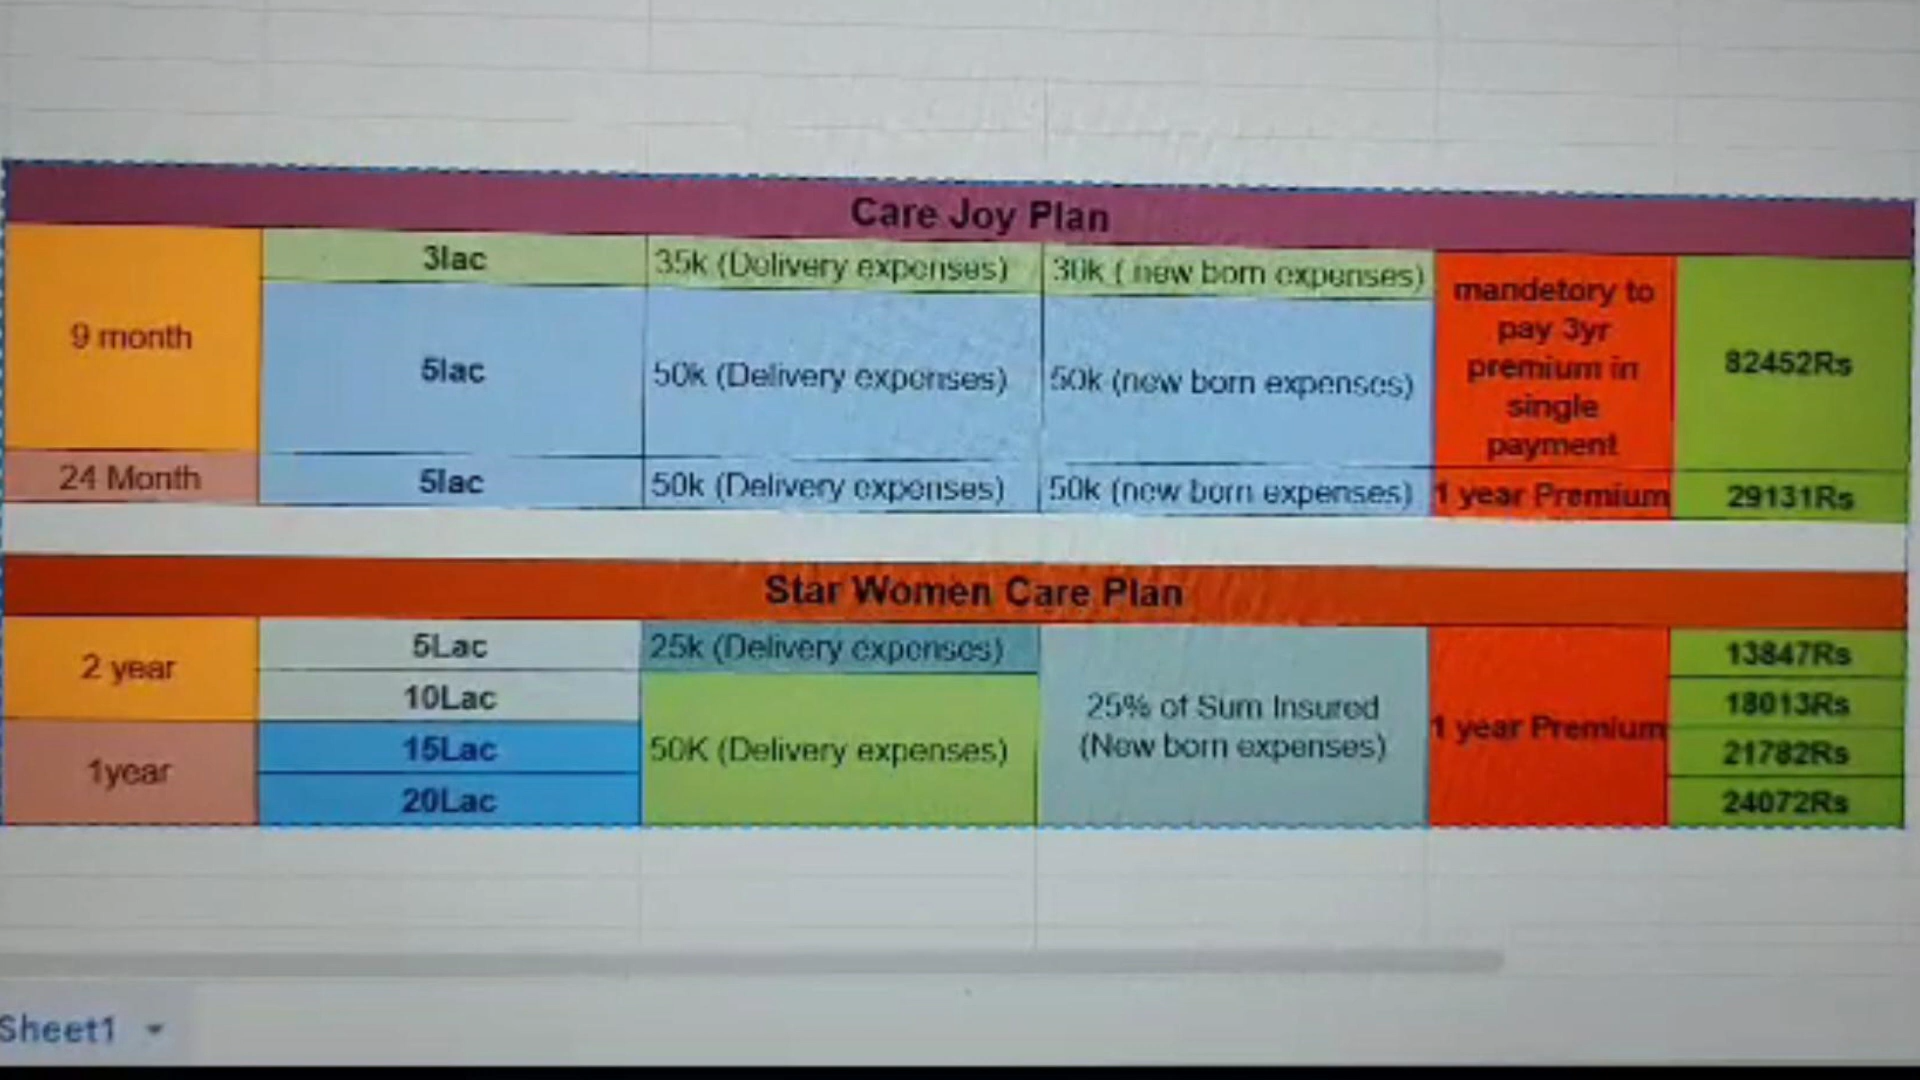 Care Joy Plan
9 month
3lac
35k (Delivery expenses)
30k ( new born expenses)
mandetory to
pay 3yr
premium in
single
payment
82452Rs
5lac
50k (Delivery expenses)
50k (new born expenses)
24 Month
5lac
50k (Delivery expenses)
50k (new born expenses)
1 year Premium
29131Rs
Star Women Care Plan
2 year
5Lac
25k (Delivery expenses)
25% of Sum Insured
(New born expenses)
1 year Premium
13847Rs
10Lac
50K (Delivery expenses)
18013Rs
1year
15Lac
21782Rs
20Lac
24072Rs
Sheet1